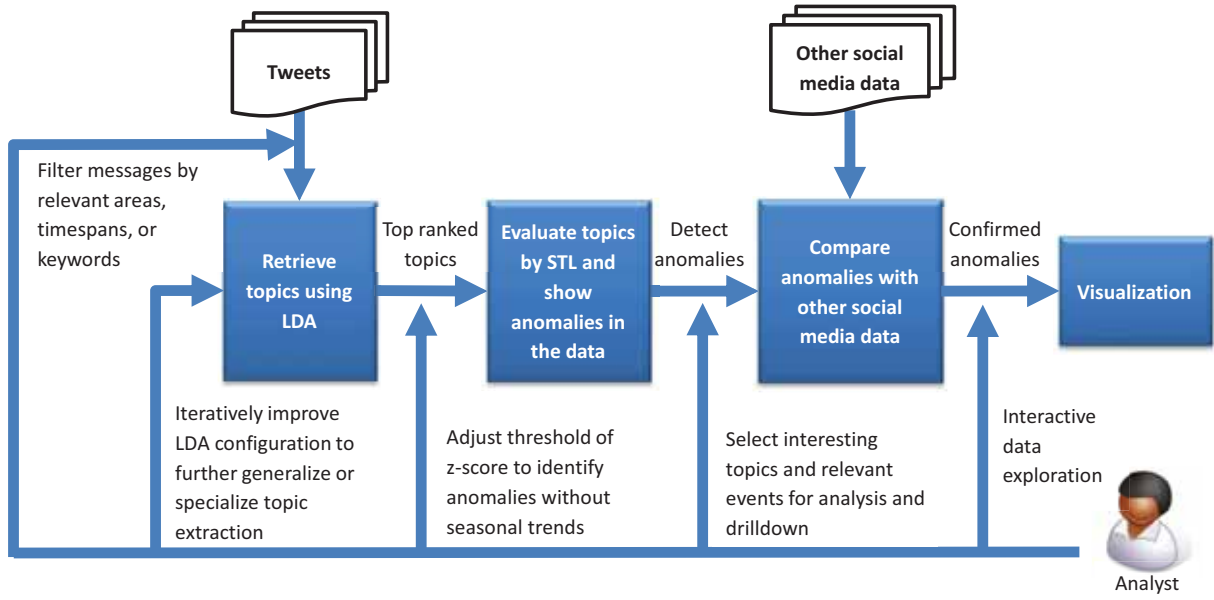 Tweets
Other social
media data
Filter messages by
relevant areas,
timespans, or
keywords
Retrieve
topics using
LDA
Top ranked
topics
Evaluate topics
by STL and
show
anomalies in
the data
Detect
anomalies
Compare
anomalies with
other social
media data
Confirmed
anomalies
Visualization
Iteratively improve
LDA configuration to
further generalize or
specialize topic
extraction
Adjust threshold of
z-score to identify
anomalies without
seasonal trends
Select interesting
topics and relevant
events for analysis and
drilldown
Interactive
data
exploration
Analyst